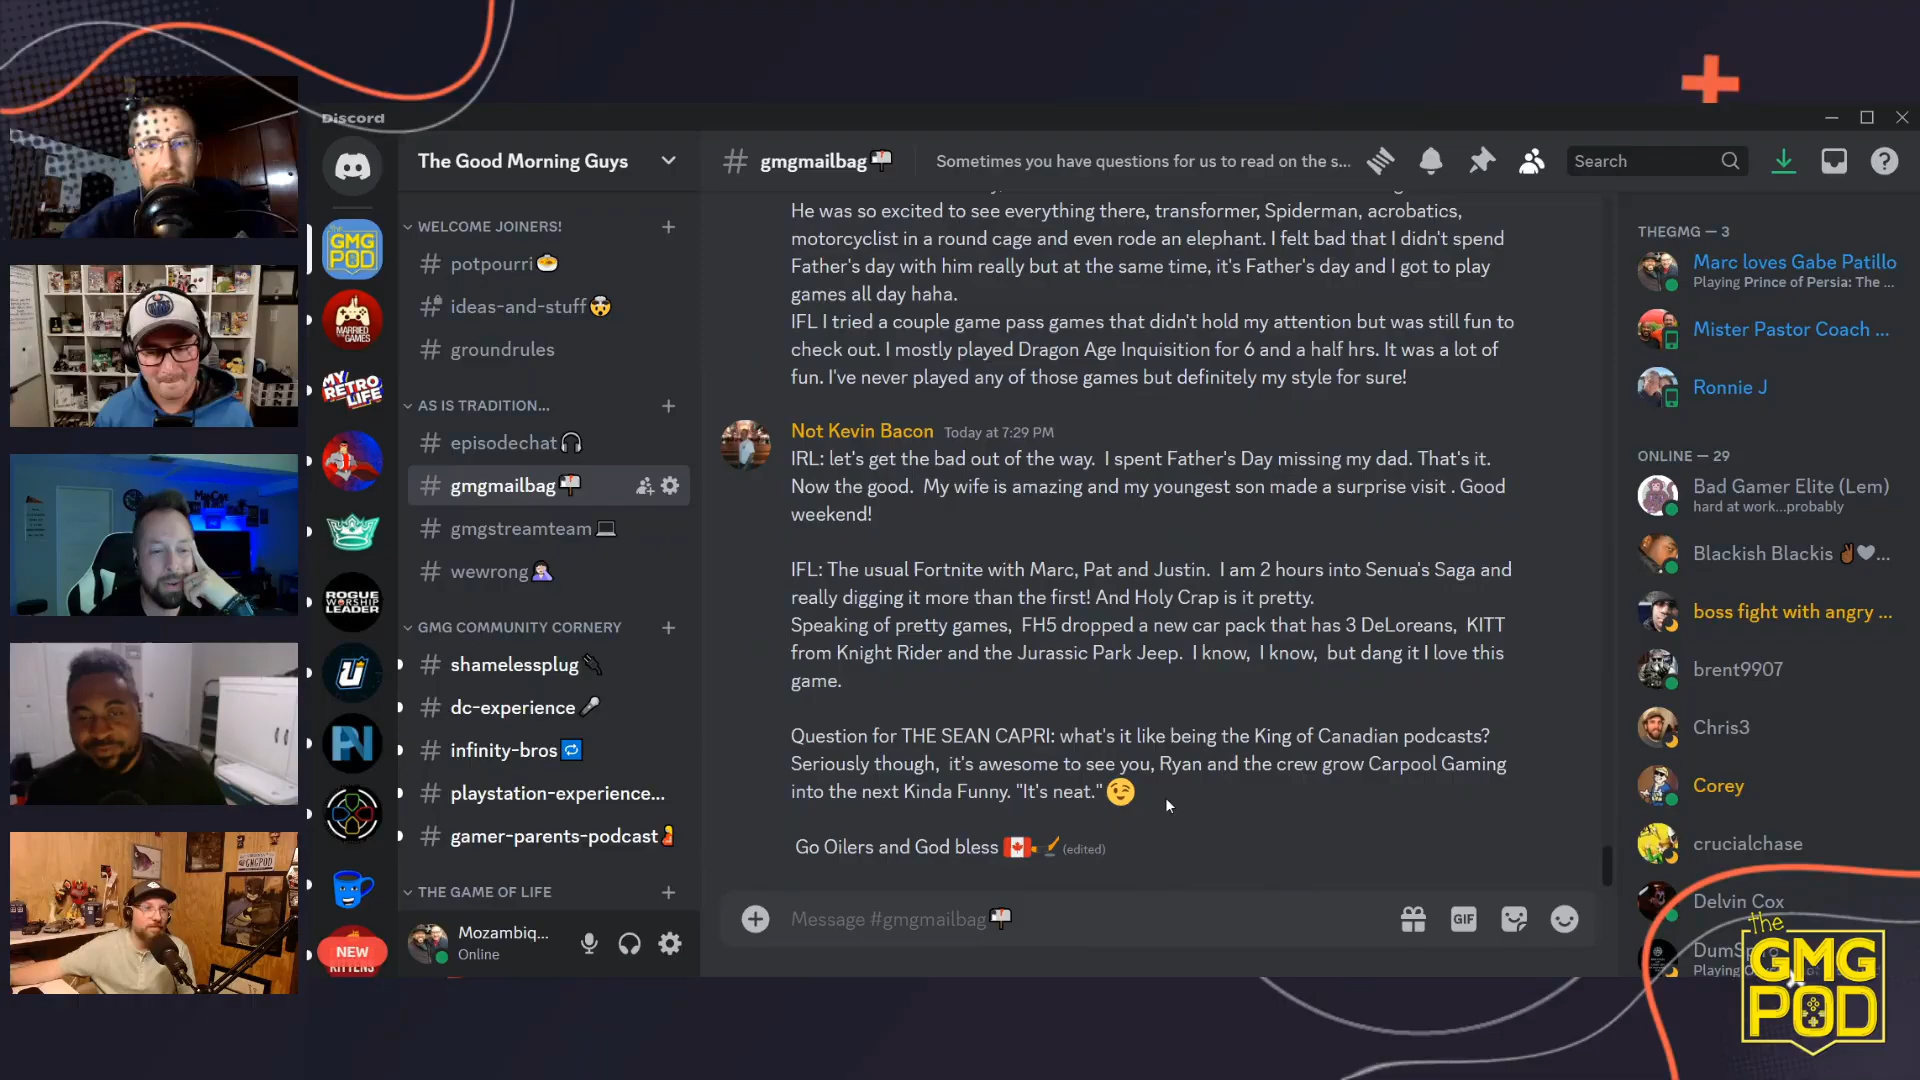 Discord
The Good Morning Guys
# gmgmailbag
Sometimes you have questions for us to read on the s...
Search
WELCOME JOINERS!
# potpourri
# ideas-and-stuff
# groundrules
AS IS TRADITION...
# episodechat
# gmgmailbag
# gmgstreamteam
# wewrong
GMG COMMUNITY CORNERY
# shamelessplug
# dc-experience
# infinity-bros
# playstation-experience...
# gamer-parents-podcast
THE GAME OF LIFE
Mozambiq...
Online
the
GMG
POD
MARRIED
GAMES
MY
RETRO
LIFE
ROGUE
WORSHIP
LEADER
NEW
KITTENS
He was so excited to see everything there, transformer, Spiderman, acrobatics,
motorcyclist in a round cage and even rode an elephant. I felt bad that I didn't spend
Father's day with him really but at the same time, it's Father's day and I got to play
games all day haha.
IFL I tried a couple game pass games that didn't hold my attention but was still fun to
check out. I mostly played Dragon Age Inquisition for 6 and a half hrs. It was a lot of
fun. I've never played any of those games but definitely my style for sure!
Not Kevin Bacon Today at 7:29 PM
IRL: let's get the bad out of the way. I spent Father's Day missing my dad. That's it.
Now the good. My wife is amazing and my youngest son made a surprise visit . Good
weekend!
IFL: The usual Fortnite with Marc, Pat and Justin. I am 2 hours into Senua's Saga and
really digging it more than the first! And Holy Crap is it pretty.
Speaking of pretty games, FH5 dropped a new car pack that has 3 DeLoreans, KITT
from Knight Rider and the Jurassic Park Jeep. I know, I know, but dang it I love this
game.
Question for THE SEAN CAPRI: what's it like being the King of Canadian podcasts?
Seriously though, it's awesome to see you, Ryan and the crew grow Carpool Gaming
into the next Kinda Funny. "It's neat." 😉
Go Oilers and God bless 🇨🇦 (edited)
Message #gmgmailbag
GIF
THEGMG — 3
Marc loves Gabe Patillo
Playing Prince of Persia: The ...
Mister Pastor Coach ...
Ronnie J
ONLINE — 29
Bad Gamer Elite (Lem)
hard at work...probably
Blackish Blackis ...
boss fight with angry ...
brent9907
Chris3
Corey
crucialchase
Delvin Cox
Playing
the
GMG
POD